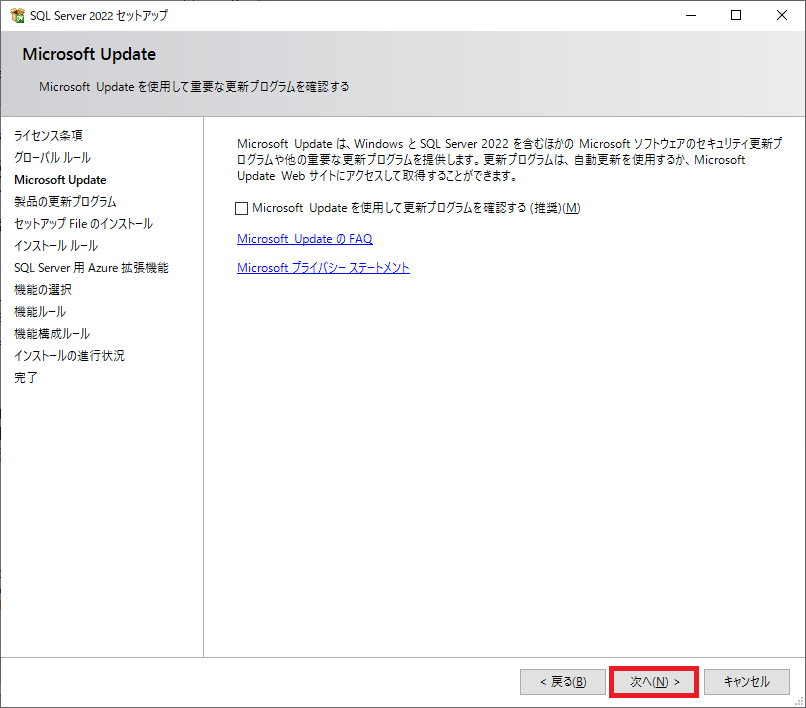 SQL Server 2022 セットアップ
Microsoft Update
Microsoft Update を使用して重要な更新プログラムを確認する
ライセンス条項
グローバル ルール
Microsoft Update
製品の更新プログラム
セットアップ File のインストール
インストール ルール
SQL Server 用 Azure 拡張機能
機能の選択
機能ルール
機能構成ルール
インストールの進行状況
完了
Microsoft Update は、Windows と SQL Server 2022 を含むほかの Microsoft ソフトウェアのセキュリティ更新プ
ログラムや他の重要な更新プログラムを提供します。更新プログラムは、自動更新を使用するか、Microsoft
Update Web サイトにアクセスして取得することができます。
Microsoft Update を使用して更新プログラムを確認する (推奨)(M)
Microsoft Update の FAQ
Microsoft プライバシー ステートメント
< 戻る(B)
次へ(N) >
キャンセル